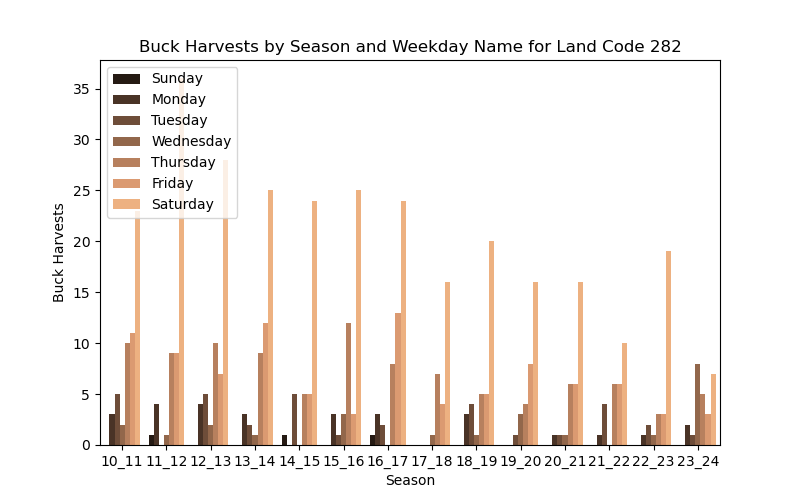 Buck Harvests by Season and Weekday Name for Land Code 282
Sunday
Monday
Tuesday
Wednesday
Thursday
Friday
Saturday
35
30
25
20
15
10
5
0
Buck Harvests
10_11 11_12 12_13 13_14 14_15 15_16 16_17 17_18 18_19 19_20 20_21 21_22 22_23 23_24
Season